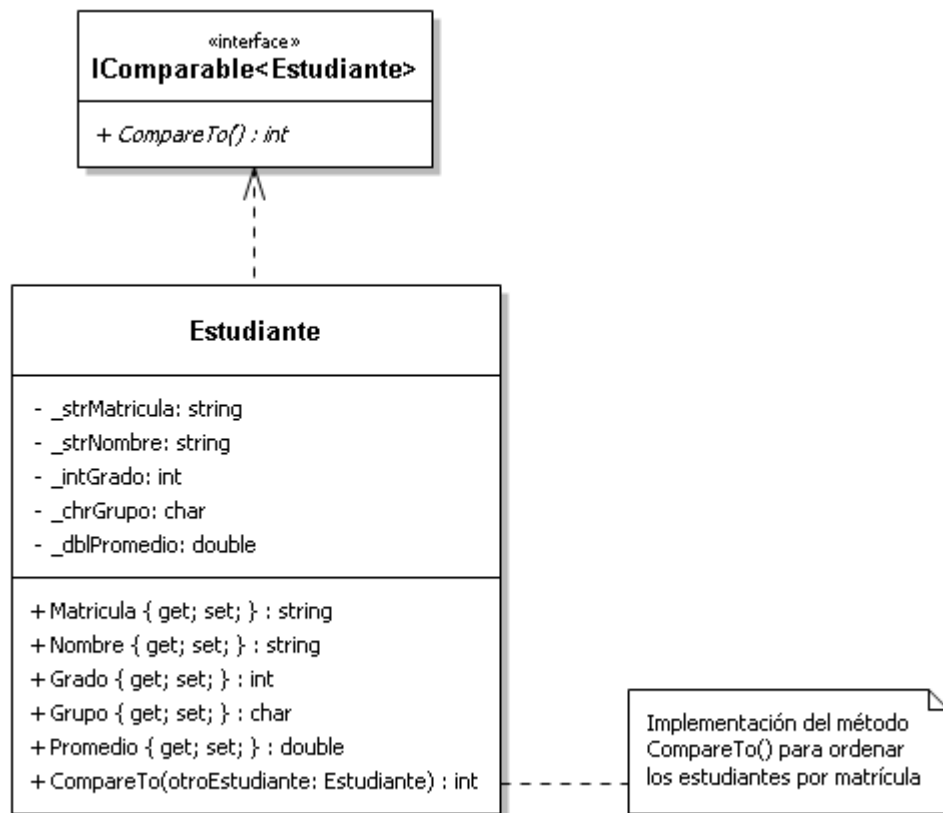 «interface»
IComparable<Estudiante>
+ CompareTo() : int
Estudiante
- _strMatricula: string
- _strNombre: string
- _intGrado: int
- _chrGrupo: char
- _dblPromedio: double
+ Matricula { get; set; } : string
+ Nombre { get; set; } : string
+ Grado { get; set; } : int
+ Grupo { get; set; } : char
+ Promedio { get; set; } : double
+ CompareTo(otroEstudiante: Estudiante) : int
Implementación del método
CompareTo() para ordenar
los estudiantes por matrícula